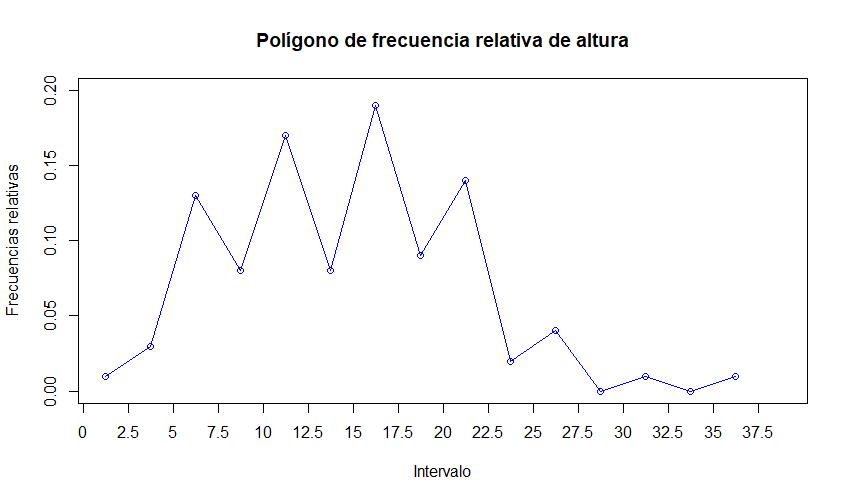 Polígono de frecuencia relativa de altura
Frecuencias relativas
0.20
0.15
0.10
0.05
0.00
0 2.5 5 7.5 10 12.5 15 17.5 20 22.5 25 27.5 30 32.5 35 37.5
Intervalo